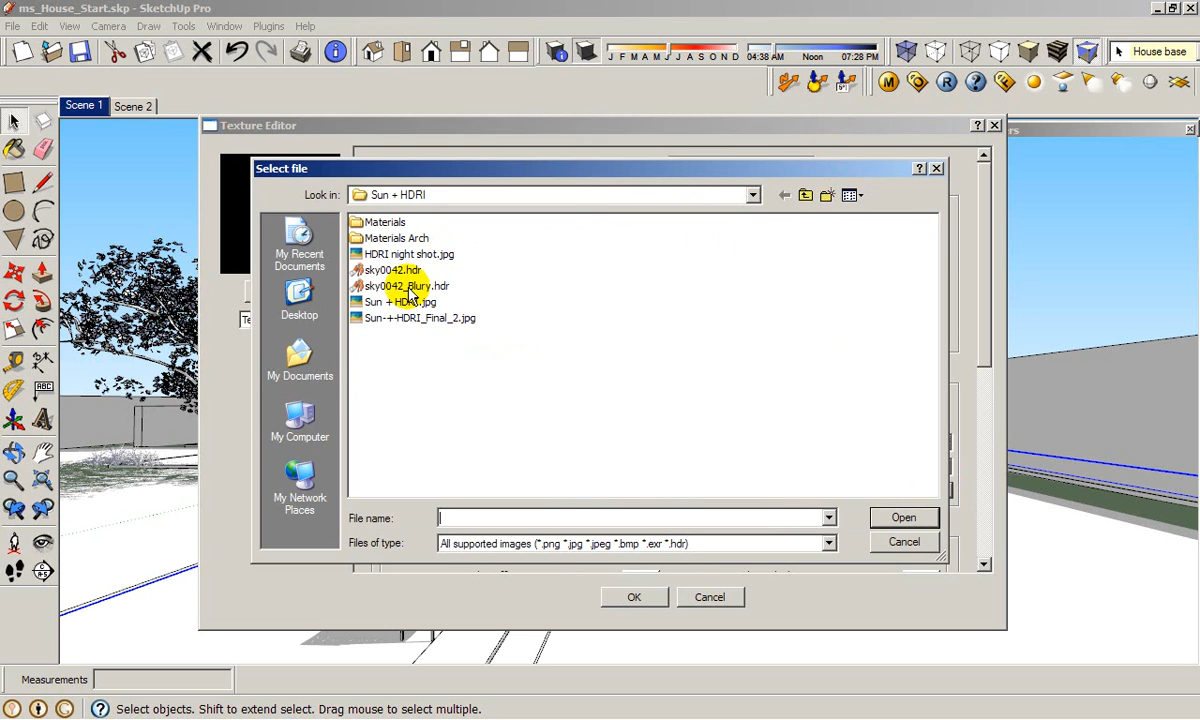 ms_House_Start.skp - SketchUp Pro
File Edit View Camera Draw Tools Window Plugins Help
J F M A M J J A S O N D 04:38 AM Noon 07:28 PM House base
M R
Scene 1 Scene 2
Texture Editor
Select file
Look in: Sun + HDRI
My Recent Documents
Desktop
My Documents
My Computer
My Network Places
Materials
Materials Arch
HDRI night shot.jpg
sky0042.hdr
sky0042_Blury.hdr
Sun + HDRI.jpg
Sun-+-HDRI_Final_2.jpg
File name: Open
Files of type: All supported images (*.png *.jpg *.jpeg *.bmp *.exr *.hdr) Cancel
OK Cancel
ABC
Measurements
Select objects. Shift to extend select. Drag mouse to select multiple.